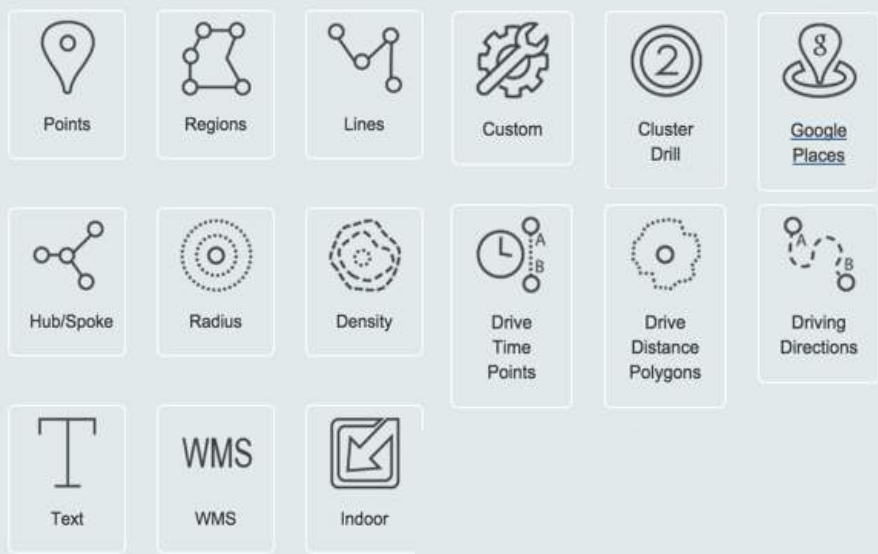 2
g
Points
Regions
Lines
Custom
Cluster
Drill
Google
Places
A
B
A
B
Hub/Spoke
Radius
Density
Drive
Time
Points
Drive
Distance
Polygons
Driving
Directions
WMS
Text
WMS
Indoor